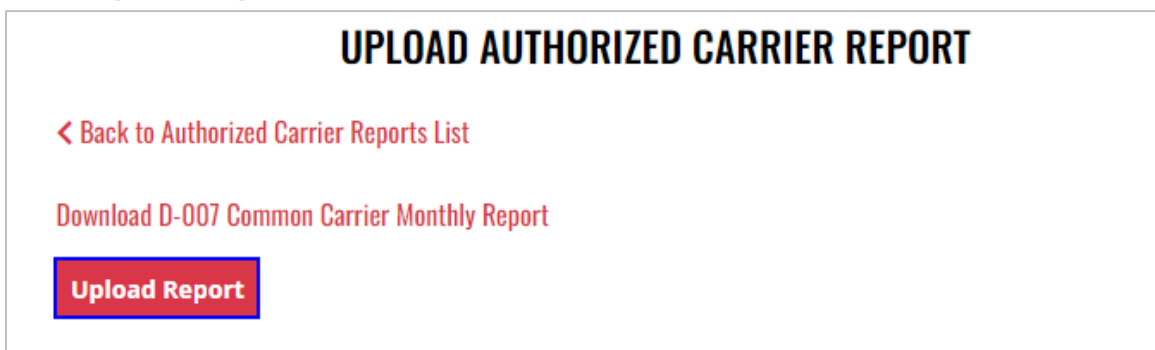 UPLOAD AUTHORIZED CARRIER REPORT
Back to Authorized Carrier Reports List
Download D-007 Common Carrier Monthly Report
Upload Report